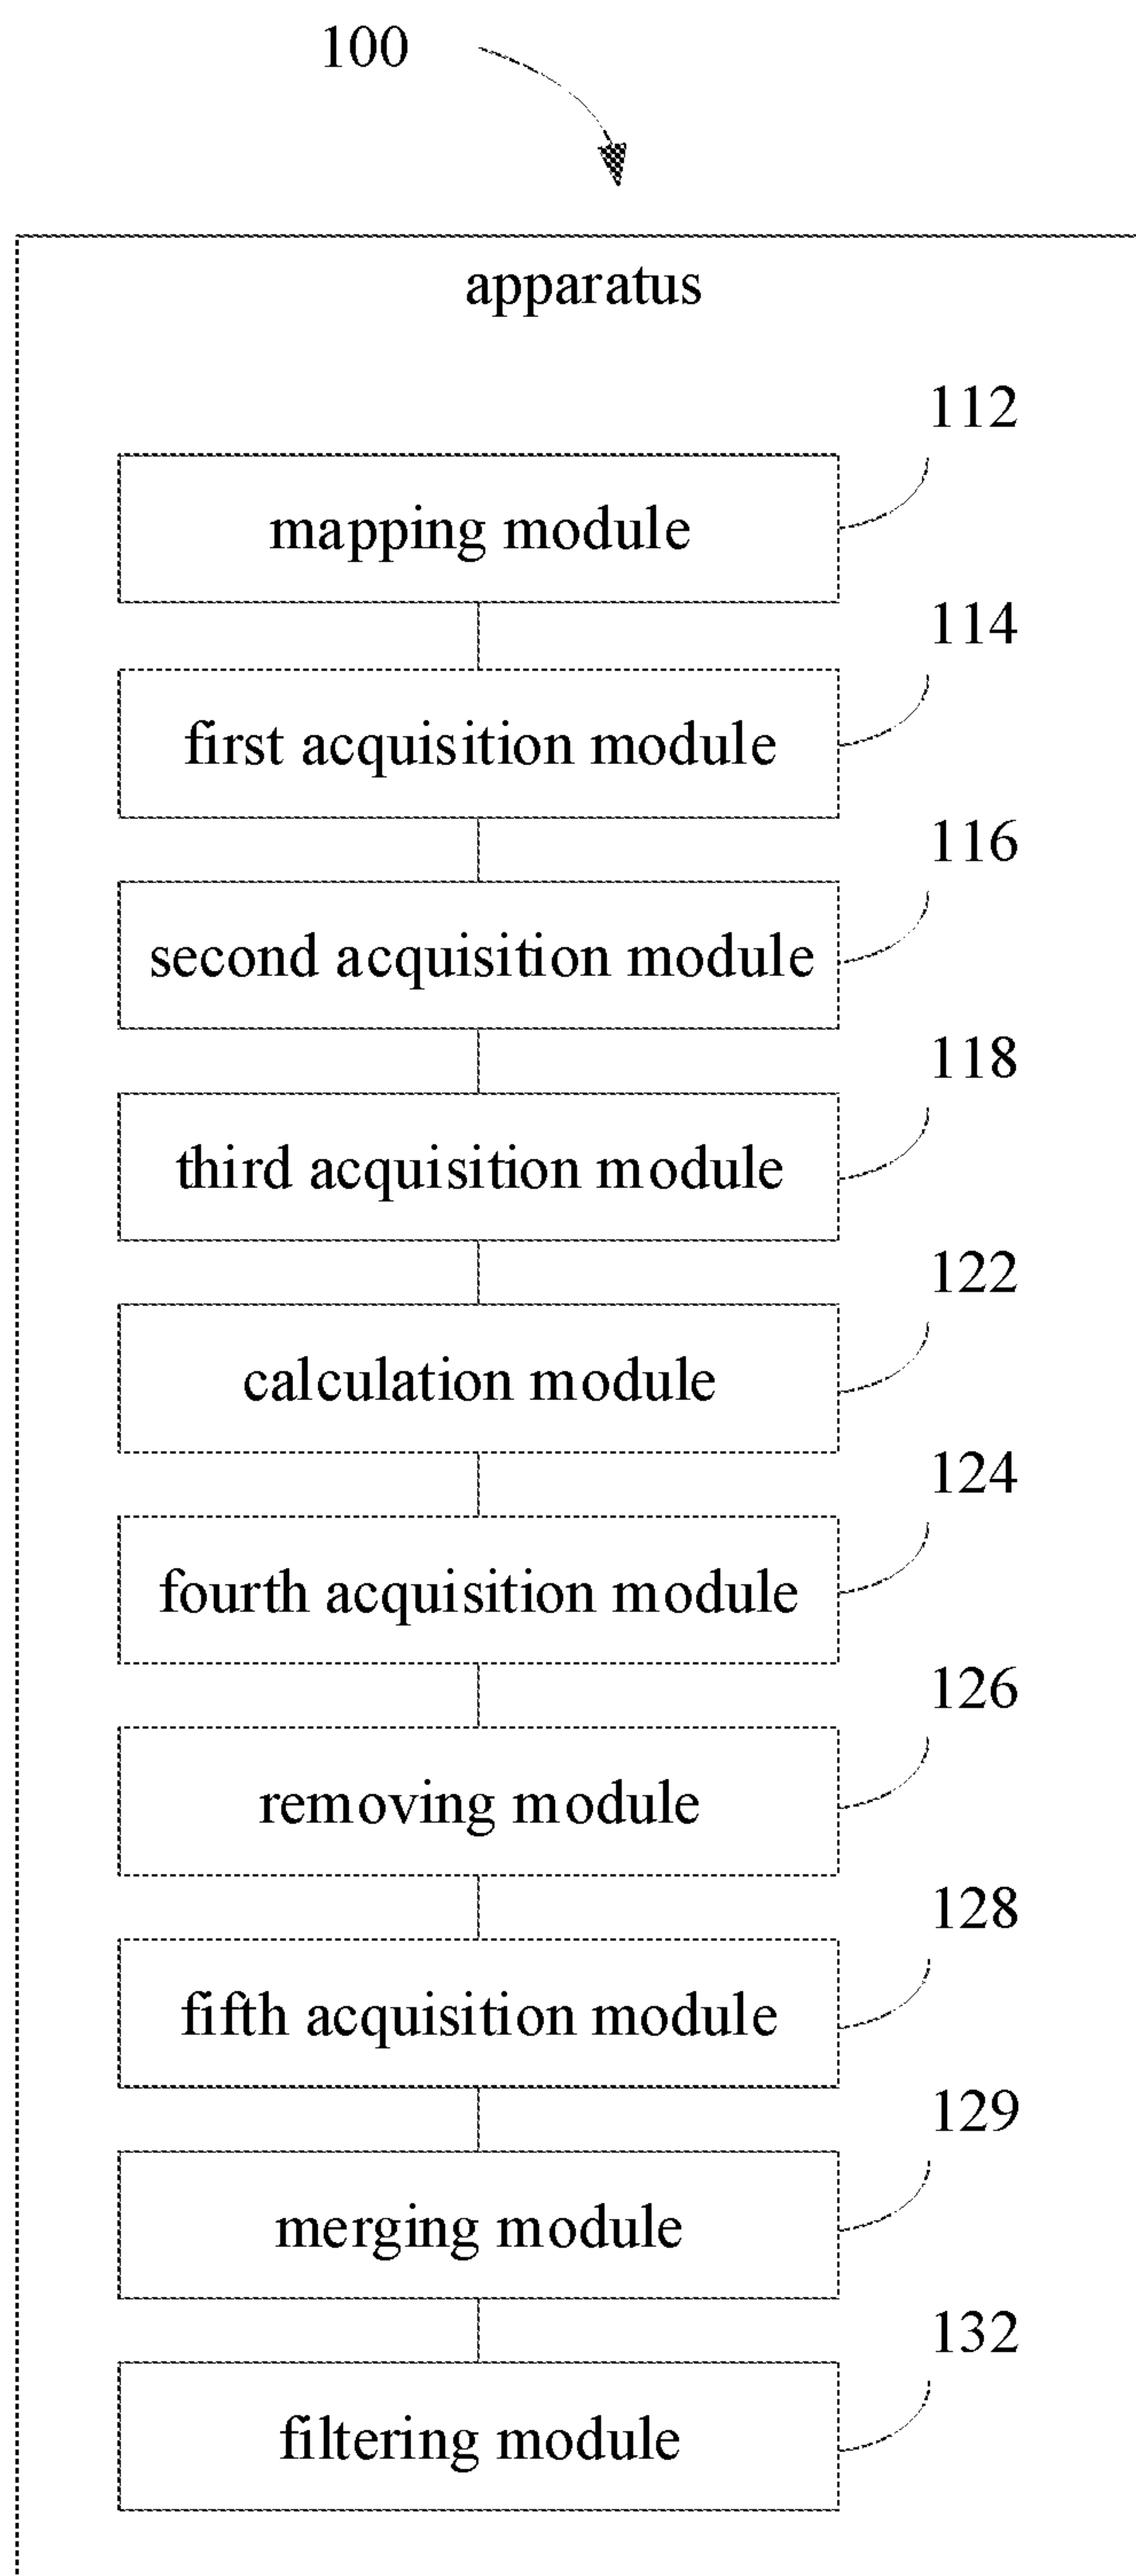 100
apparatus
112
mapping module
114
first acquisition module
116
second acquisition module
118
third acquisition module
122
calculation module
124
fourth acquisition module
126
removing module
128
fifth acquisition module
129
merging module
132
filtering module